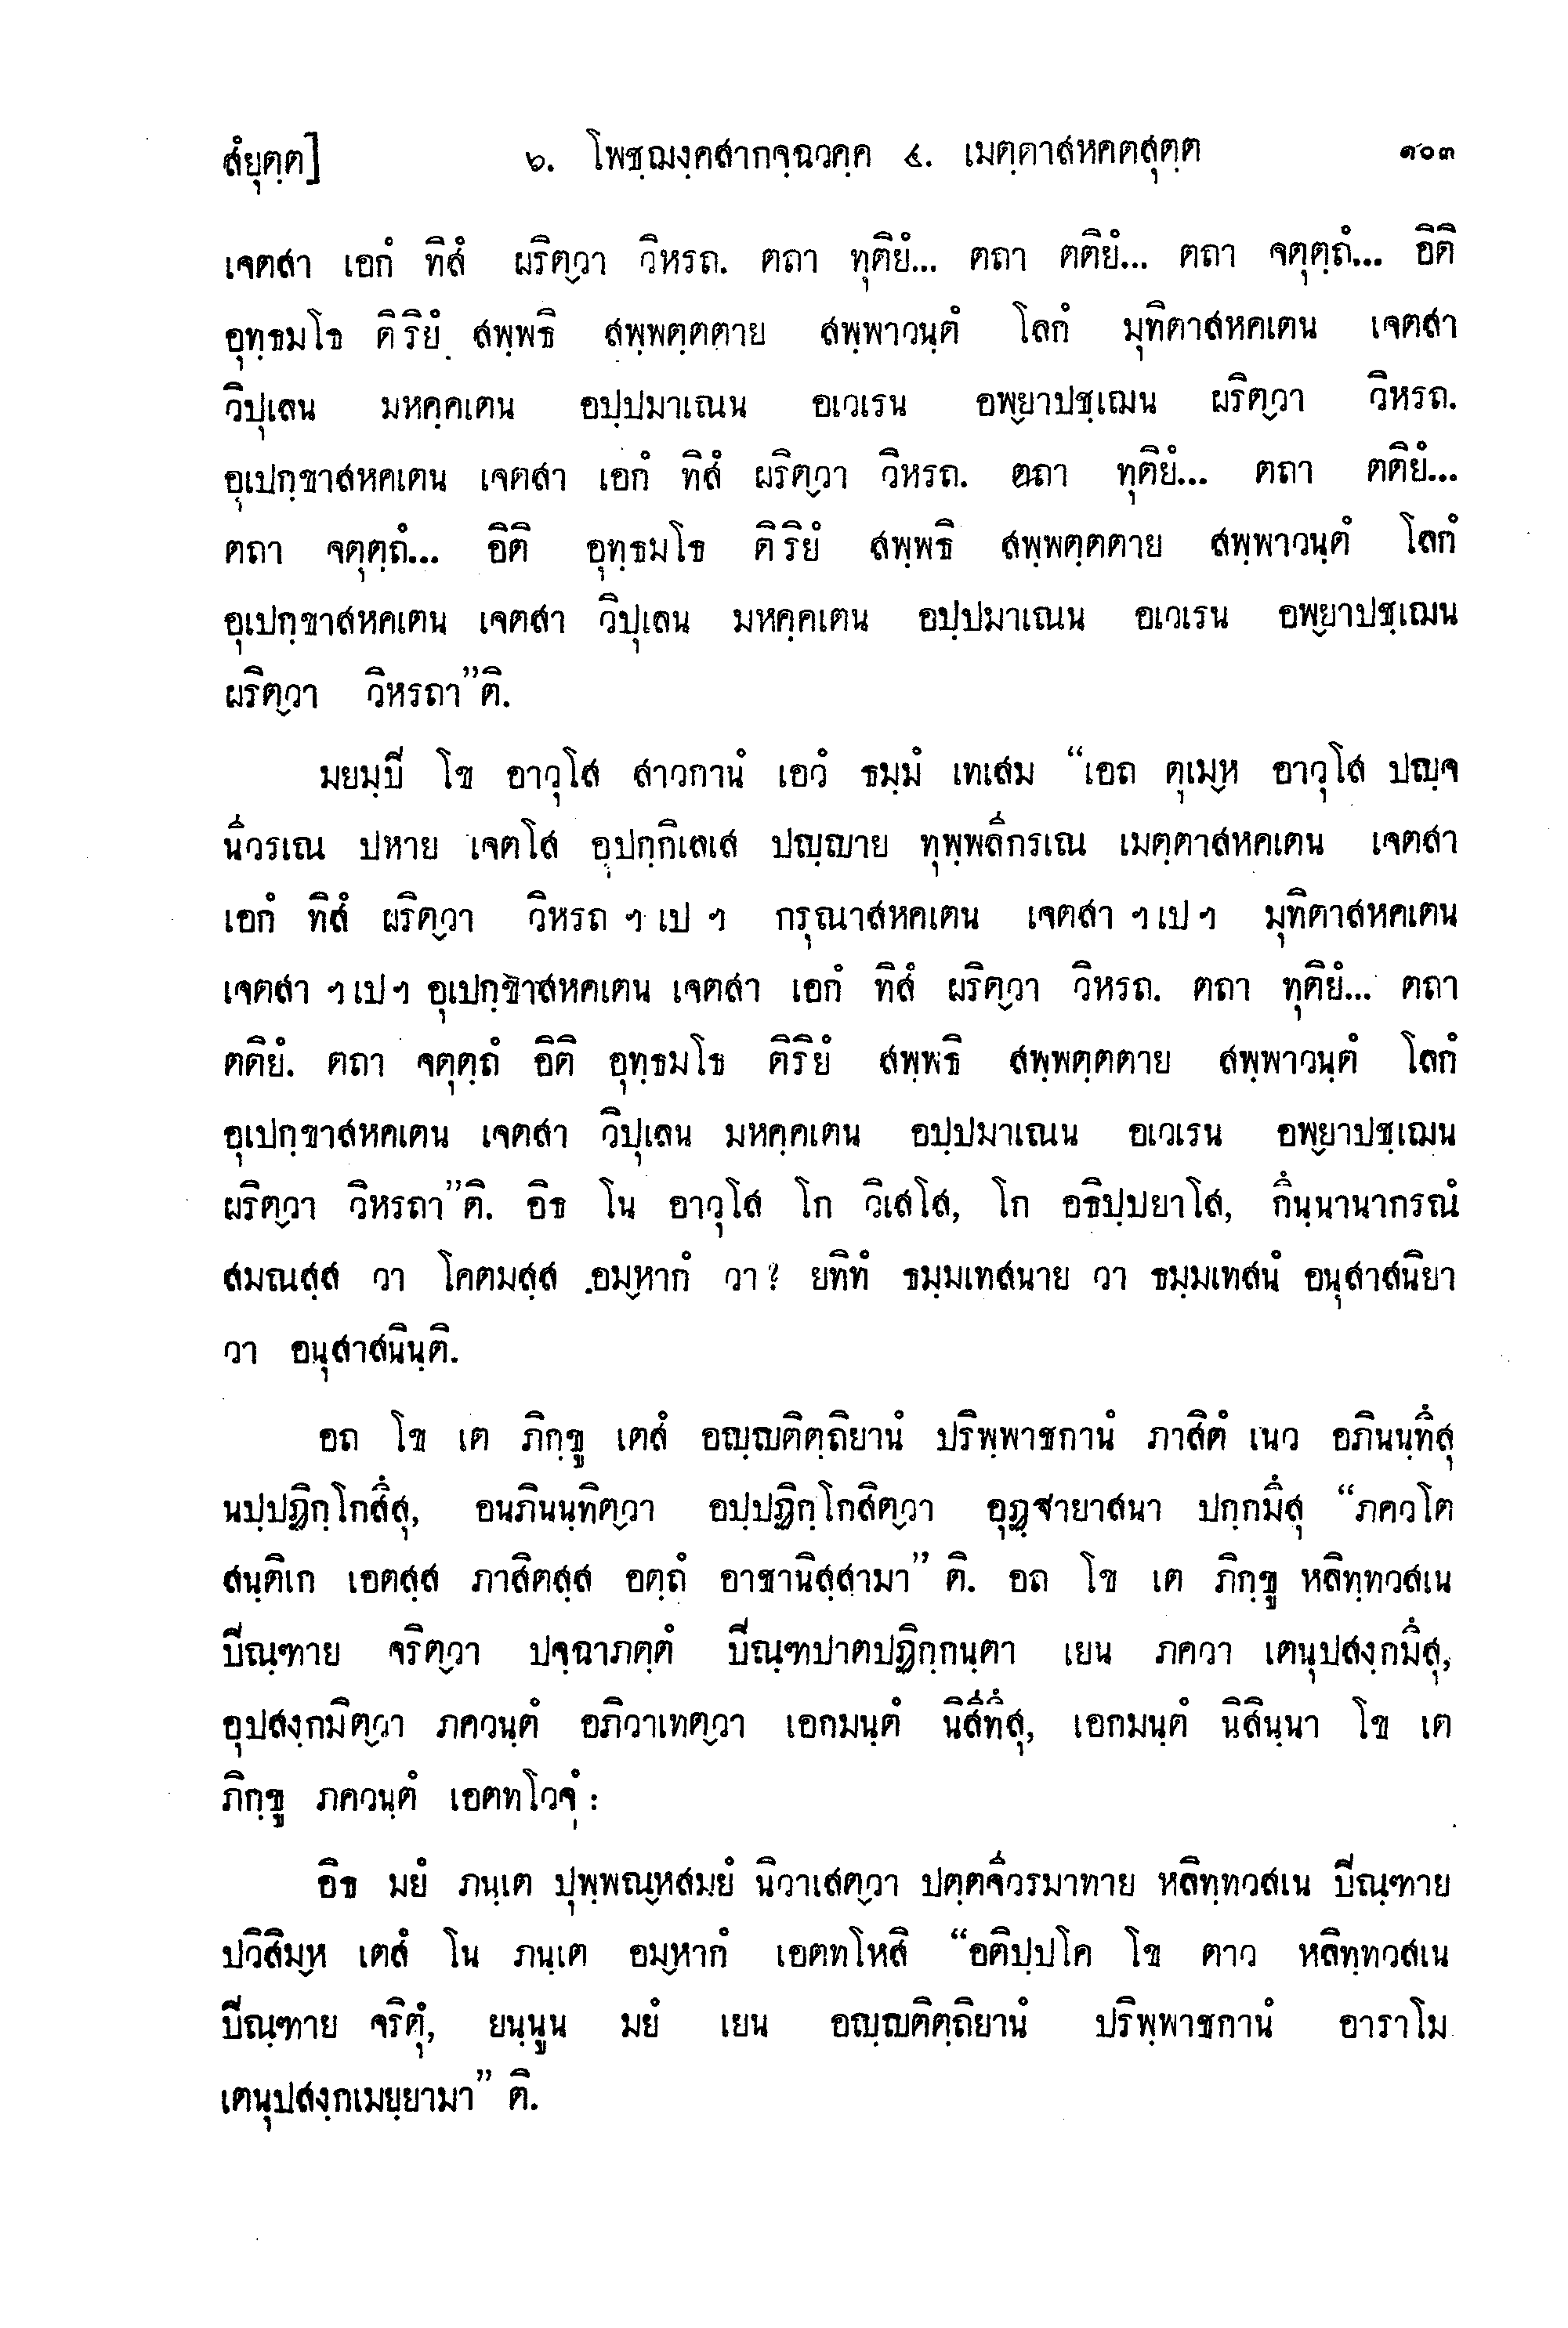 สํยุตฺต]	๖. โพชฺฌงฺคสากจฺฉวคฺค ๔. เมตฺตาสหคตสุตฺต	๑๐๓
เจตสา เอกํ ทิสํ ผริตฺวา วิหรถ. ตถา ทุติยํ... ตถา ตติยํ... ตถา จตุตฺถํ... อิติ
อุทฺธมโธ ติริยํ สพฺพธิ สพฺพตฺตตาย สพฺพาวนฺตํ โลกํ มุทิตาสหคเตน เจตสา
วิปุเลน มหคฺคเตน อปฺปมาเณน อเวเรน อพฺยาปชฺเฌน ผริตฺวา วิหรถ.
อุเปกฺขาสหคเตน เจตสา เอกํ ทิสํ ผริตฺวา วิหรถ. ตถา ทุติยํ... ตถา ตติยํ...
ตถา จตุตฺถํ... อิติ อุทฺธมโธ ติริยํ สพฺพธิ สพฺพตฺตตาย สพฺพาวนฺตํ โลกํ
อุเปกฺขาสหคเตน เจตสา วิปุเลน มหคฺคเตน อปฺปมาเณน อเวเรน อพฺยาปชฺเฌน
ผริตฺวา วิหรถา”ติ.
มยมฺปิ โข อาวุโส สาวกานํ เอวํ ธมฺมํ เทเสม “เอถ ตุเมฺห อาวุโส ปญฺจ
นีวรเณ ปหาย เจตโส อุปกฺกิเลเส ปญฺญาย ทุพฺพลีกรเณ เมตฺตาสหคเตน เจตสา
เอกํ ทิสํ ผริตฺวา วิหรถ ฯ เป ฯ กรุณาสหคเตน เจตสา ฯ เป ฯ มุทิตาสหคเตน
เจตสา ฯ เป ฯ อุเปกฺขาสหคเตน เจตสา เอกํ ทิสํ ผริตฺวา วิหรถ. ตถา ทุติยํ... ตถา
ตติยํ. ตถา จตุตฺถํ อิติ อุทฺธมโธ ติริยํ สพฺพธิ สพฺพตฺตตาย สพฺพาวนฺตํ โลกํ
อุเปกฺขาสหคเตน เจตสา วิปุเลน มหคฺคเตน อปฺปมาเณน อเวเรน อพฺยาปชฺเฌน
ผริตฺวา วิหรถา”ติ. อิธ โน อาวุโส โก วิเสโส, โก อธิปฺปยาโส, กินฺนานากรณํ
สมณสฺส วา โคตมสฺส อมฺหากํ วา? ยทิทํ ธมฺมเทสนาย วา ธมฺมเทสนํ อนุสาสนิยา
วา อนุสาสนินฺติ.
อถ โข เต ภิกฺขู เตสํ อญฺญติตฺถิยานํ ปริพฺพาชกานํ ภาสิตํ เนว อภินนฺทึสุ
นปฺปฏิกฺโกสึสุ, อนภินนฺทิตฺวา อปฺปฏิกฺโกสิตฺวา อุฏฺฐายาสนา ปกฺกมึสุ “ภควโต
สนฺติเก เอตสฺส ภาสิตสฺส อตฺถํ อาชานิสฺสามา” ติ. อถ โข เต ภิกฺขู หลิทฺทวสเน
ปิณฺฑาย จริตฺวา ปจฺฉาภตฺตํ ปิณฺฑปาตปฏิกฺกนฺตา เยน ภควา เตนุปสงฺกมึสุ,
อุปสงฺกมิตฺวา ภควนฺตํ อภิวาเทตฺวา เอกมนฺตํ นิสีทึสุ, เอกมนฺตํ นิสินฺนา โข เต
ภิกฺขู ภควนฺตํ เอตทโวจุํ:
อิธ มยํ ภนฺเต ปุพฺพณฺหสมยํ นิวาเสตฺวา ปตฺตจีวรมาทาย หลิทฺทวสเน ปิณฺฑาย
ปวิสิมฺห เตสํ โน ภนฺเต อมฺหากํ เอตทโหสิ “อติปฺปโค โข ตาว หลิทฺทวสเน
ปิณฺฑาย จริตุํ, ยนฺนูน มยํ เยน อญฺญติตฺถิยานํ ปริพฺพาชกานํ อาราโม
เตนุปสงฺกเมยฺยามา” ติ.